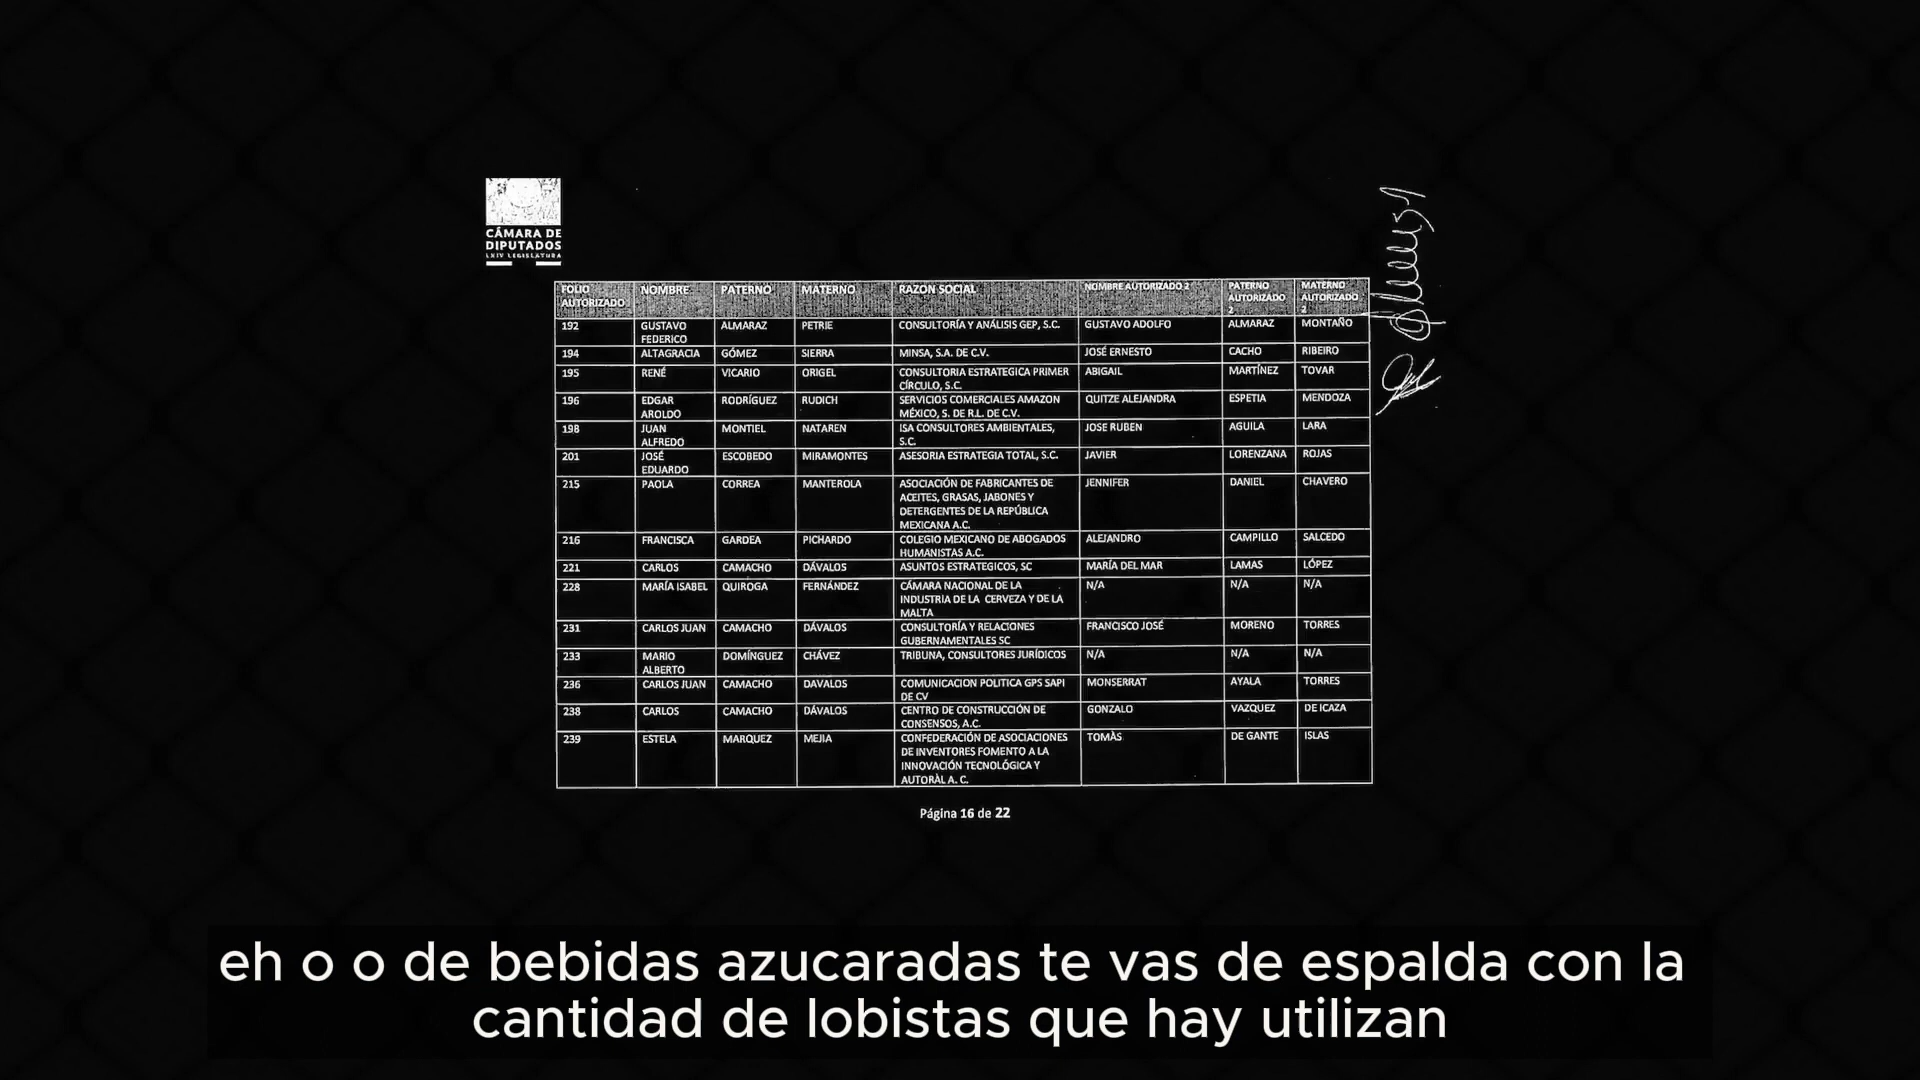 CÁMARA DE
DIPUTADOS
LXIV LEGISLATURA
FOLIO AUTORIZADO NOMBRE PATERNO MATERNO RAZON SOCIAL NOMBRE AUTORIZADO 2 PATERNO AUTORIZADO 2 MATERNO AUTORIZADO 2
192 GUSTAVO FEDERICO ALMARAZ PETRIE CONSULTORÍA Y ANÁLISIS GEP, S.C. GUSTAVO ADOLFO ALMARAZ MONTAÑO
194 ALTAGRACIA GÓMEZ SIERRA MINSA, S.A. DE C.V. JOSÉ ERNESTO CACHO RIBEIRO
195 RENÉ VICARIO ORIGEL CONSULTORIA ESTRATEGICA PRIMER CÍRCULO, S.C. ABIGAIL MARTÍNEZ TOVAR
196 EDGAR AROLDO RODRÍGUEZ RUDICH SERVICIOS COMERCIALES AMAZON MÉXICO, S. DE R.L. DE C.V. QUITZE ALEJANDRA ESPETIA MENDOZA
198 JUAN ALFREDO MONTIEL NATAREN ISA CONSULTORES AMBIENTALES, S.C. JOSE RUBEN AGUILA LARA
201 JOSÉ EDUARDO ESCOBEDO MIRAMONTES ASESORIA ESTRATEGIA TOTAL, S.C. JAVIER LORENZANA ROJAS
215 PAOLA CORREA MANTEROLA ASOCIACIÓN DE FABRICANTES DE ACEITES, GRASAS, JABONES Y DETERGENTES DE LA REPÚBLICA MEXICANA A.C. JENNIFER DANIEL CHAVERO
216 FRANCISCA GARDEA PICHARDO COLEGIO MEXICANO DE ABOGADOS HUMANISTAS A.C. ALEJANDRO CAMPILLO SALCEDO
221 CARLOS CAMACHO DÁVALOS ASUNTOS ESTRATEGICOS, SC MARÍA DEL MAR LAMAS LÓPEZ
228 MARÍA ISABEL QUIROGA FERNÁNDEZ CÁMARA NACIONAL DE LA INDUSTRIA DE LA CERVEZA Y DE LA MALTA N/A N/A N/A
231 CARLOS JUAN CAMACHO DÁVALOS CONSULTORÍA Y RELACIONES GUBERNAMENTALES SC FRANCISCO JOSÉ MORENO TORRES
233 MARIO ALBERTO DOMÍNGUEZ CHÁVEZ TRIBUNA, CONSULTORES JURÍDICOS N/A N/A N/A
236 CARLOS JUAN CAMACHO DAVALOS COMUNICACION POLITICA GPS SAPI DE CV MONSERRAT AYALA TORRES
238 CARLOS CAMACHO DÁVALOS CENTRO DE CONSTRUCCIÓN DE CONSENSOS, A.C. GONZALO VAZQUEZ DE ICAZA
239 ESTELA MARQUEZ MEJIA CONFEDERACIÓN DE ASOCIACIONES DE INVENTORES FOMENTO A LA INNOVACIÓN TECNOLÓGICA Y AUTORÀL A. C. TOMÀS DE GANTE ISLAS
Página 16 de 22
eh o o de bebidas azucaradas te vas de espalda con la
cantidad de lobistas que hay utilizan